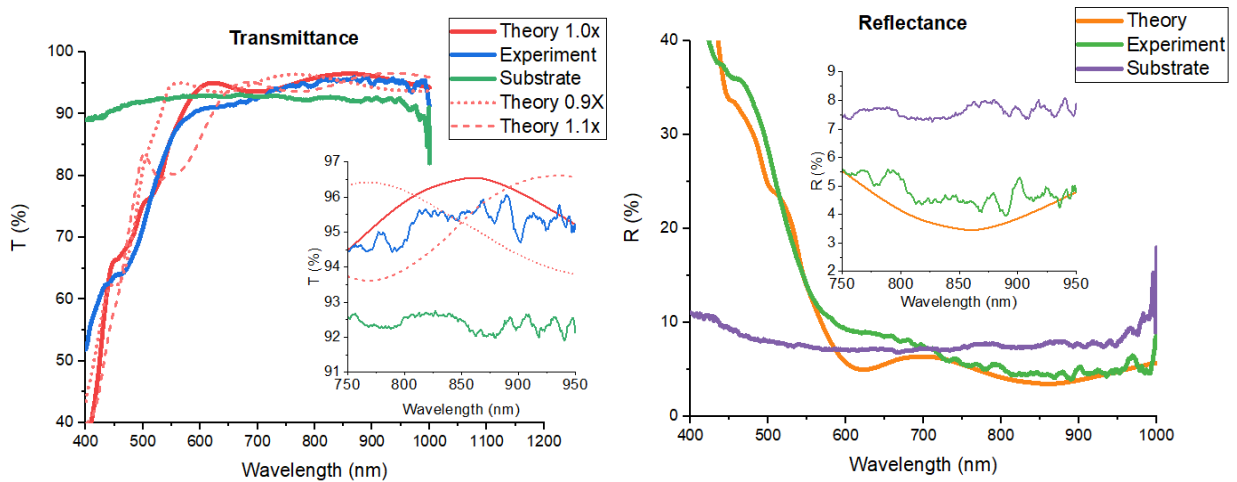 Transmittance
Theory 1.0x
Experiment
Substrate
Theory 0.9X
Theory 1.1x
100
90
80
70
60
50
40
T (%)
400 500 600 700 800 900 1000 1100 1200
Wavelength (nm)
97
96
95
94
93
92
91
T (%)
750 800 850 900 950
Wavelength (nm)
Reflectance
Theory
Experiment
Substrate
40
30
20
10
0
R (%)
400 500 600 700 800 900 1000
Wavelength (nm)
9
8
7
6
5
4
3
2
R (%)
750 800 850 900 950
Wavelength (nm)